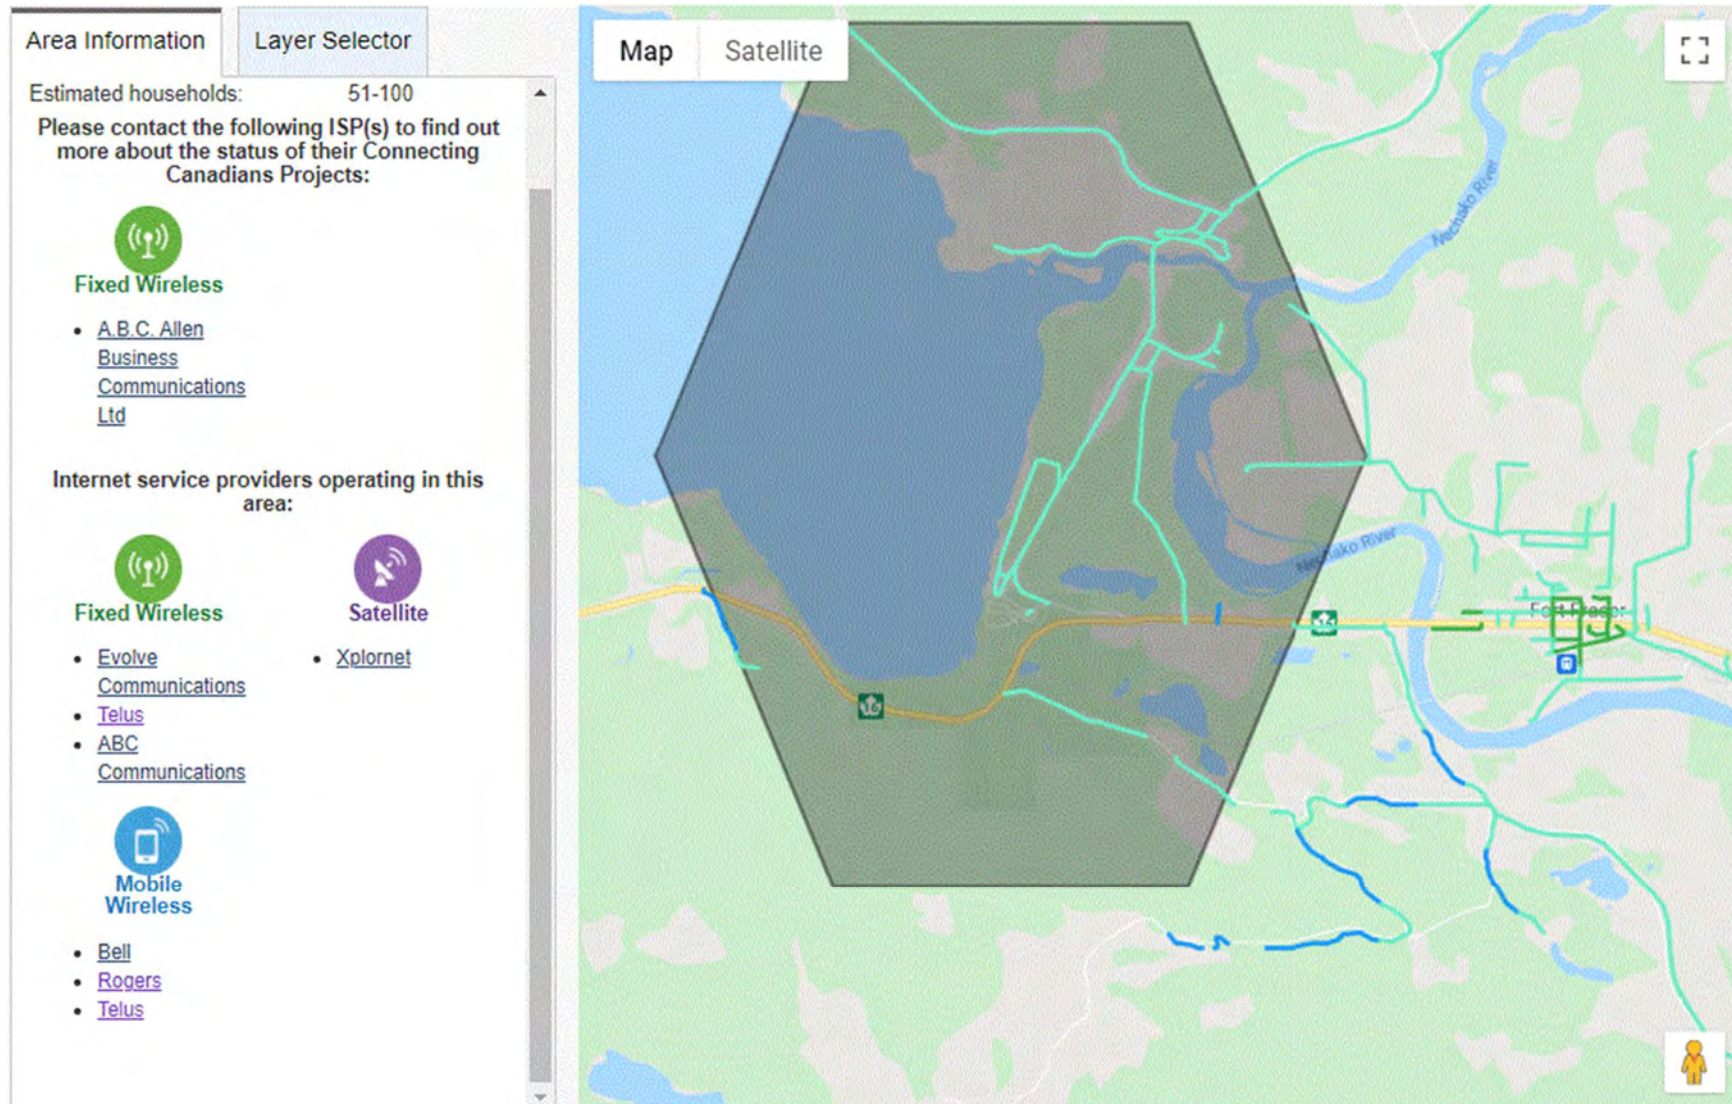 Area Information
Layer Selector
Estimated households: 51-100
Please contact the following ISP(s) to find out
more about the status of their Connecting
Canadians Projects:
Fixed Wireless
A.B.C. Allen
Business
Communications
Ltd
Internet service providers operating in this
area:
Fixed Wireless
Evolve
Communications
Telus
ABC
Communications
Satellite
Xplornet
Mobile
Wireless
Bell
Rogers
Telus
Map
Satellite
Nechako River
Nechako River
16
16
Fort Fraser